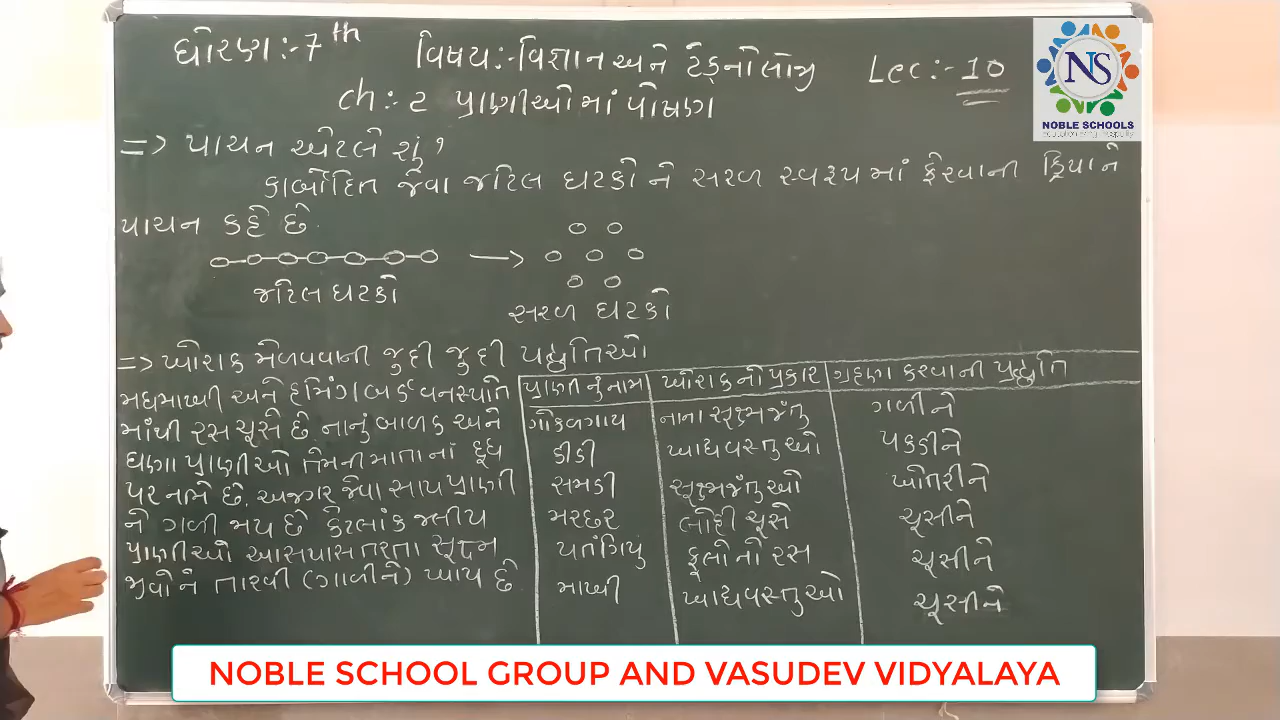 ધોરણ:-7th વિષય:-વિજ્ઞાન અને ટેક્નોલોજી Lec:-10
NS
NOBLE SCHOOLS
ch:- 2 પ્રાણીઓમાં પોષણ
=> પાચન એટલે શું?
કાર્બોદિત જેવા જટિલ ઘટકોને સરળ સ્વરૂપમાં ફેરવાની ક્રિયાને
પાચન કહે છે.
જટિલ ઘટકો
સરળ ઘટકો
=> ખોરાક મેળવવાની જુદી જુદી પદ્ધતિઓ
મધમાખી અને હમિંગબર્ડ વનસ્પતિ
માંથી રસ ચૂસે છે. નાનું બાળક અને
ઘણા પ્રાણીઓ તેમની માતાનાં દૂધ
પર નભે છે. અજગર જેવા સાપ પ્રાણી
ને ગળી જાય છે કેટલાંક જલીય
પ્રાણીઓ આસપાસ તરતા સૂક્ષ્મ
જીવોને તારવી (ગાળીને) ખાય છે
પ્રાણીનું નામ ખોરાકનો પ્રકાર ગ્રહણ કરવાની પદ્ધતિ
ગોકળગાય નાના સૂક્ષ્મજંતુ ગળીને
કીડી ખાદ્યવસ્તુઓ પકડીને
સમડી સૂક્ષ્મજંતુઓ ખોતરીને
મચ્છર લોહી ચૂસે ચૂસીને
પતંગિયુ ફૂલોનો રસ ચૂસીને
માખી ખાદ્યવસ્તુઓ ચૂસીને
NOBLE SCHOOL GROUP AND VASUDEV VIDYALAYA